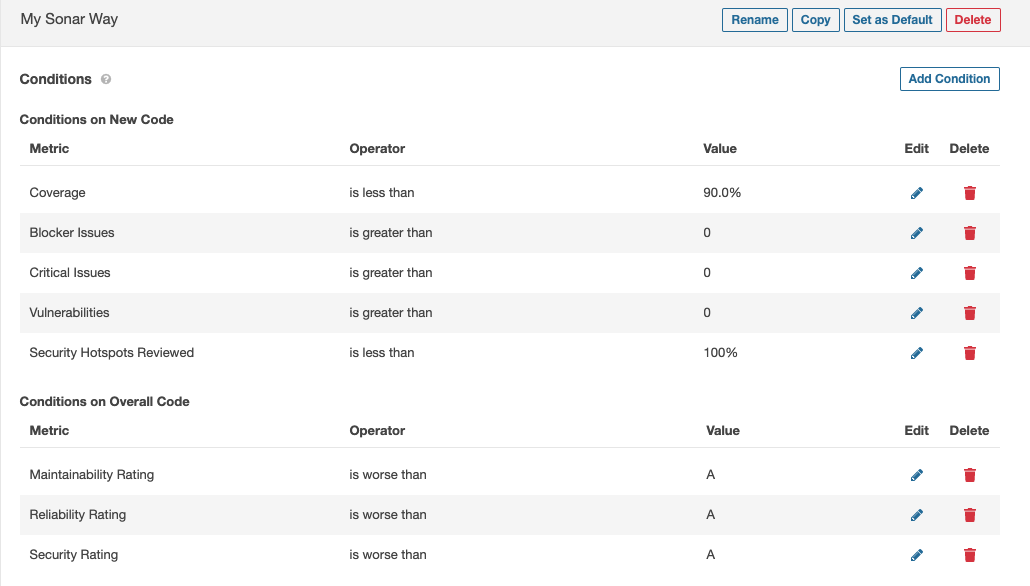 My Sonar Way Rename Copy Set as Default Delete
Conditions ? Add Condition
Conditions on New Code
Metric Operator Value Edit Delete
Coverage is less than 90.0%
Blocker Issues is greater than 0
Critical Issues is greater than 0
Vulnerabilities is greater than 0
Security Hotspots Reviewed is less than 100%
Conditions on Overall Code
Metric Operator Value Edit Delete
Maintainability Rating is worse than A
Reliability Rating is worse than A
Security Rating is worse than A